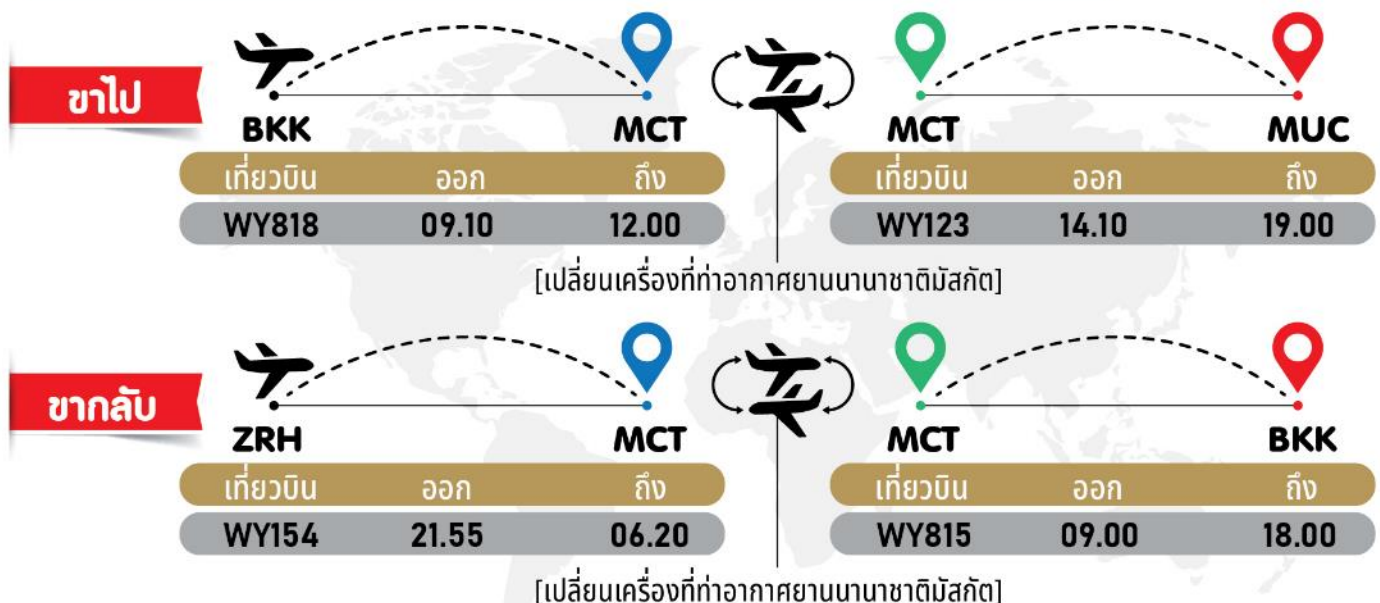 ขาไป
BKK MCT MCT MUC
เที่ยวบิน ออก ถึง เที่ยวบิน ออก ถึง
WY818 09.10 12.00 WY123 14.10 19.00
[เปลี่ยนเครื่องที่ท่าอากาศยานนานาชาติมัสกัต]
ขากลับ
ZRH MCT MCT BKK
เที่ยวบิน ออก ถึง เที่ยวบิน ออก ถึง
WY154 21.55 06.20 WY815 09.00 18.00
[เปลี่ยนเครื่องที่ท่าอากาศยานนานาชาติมัสกัต]